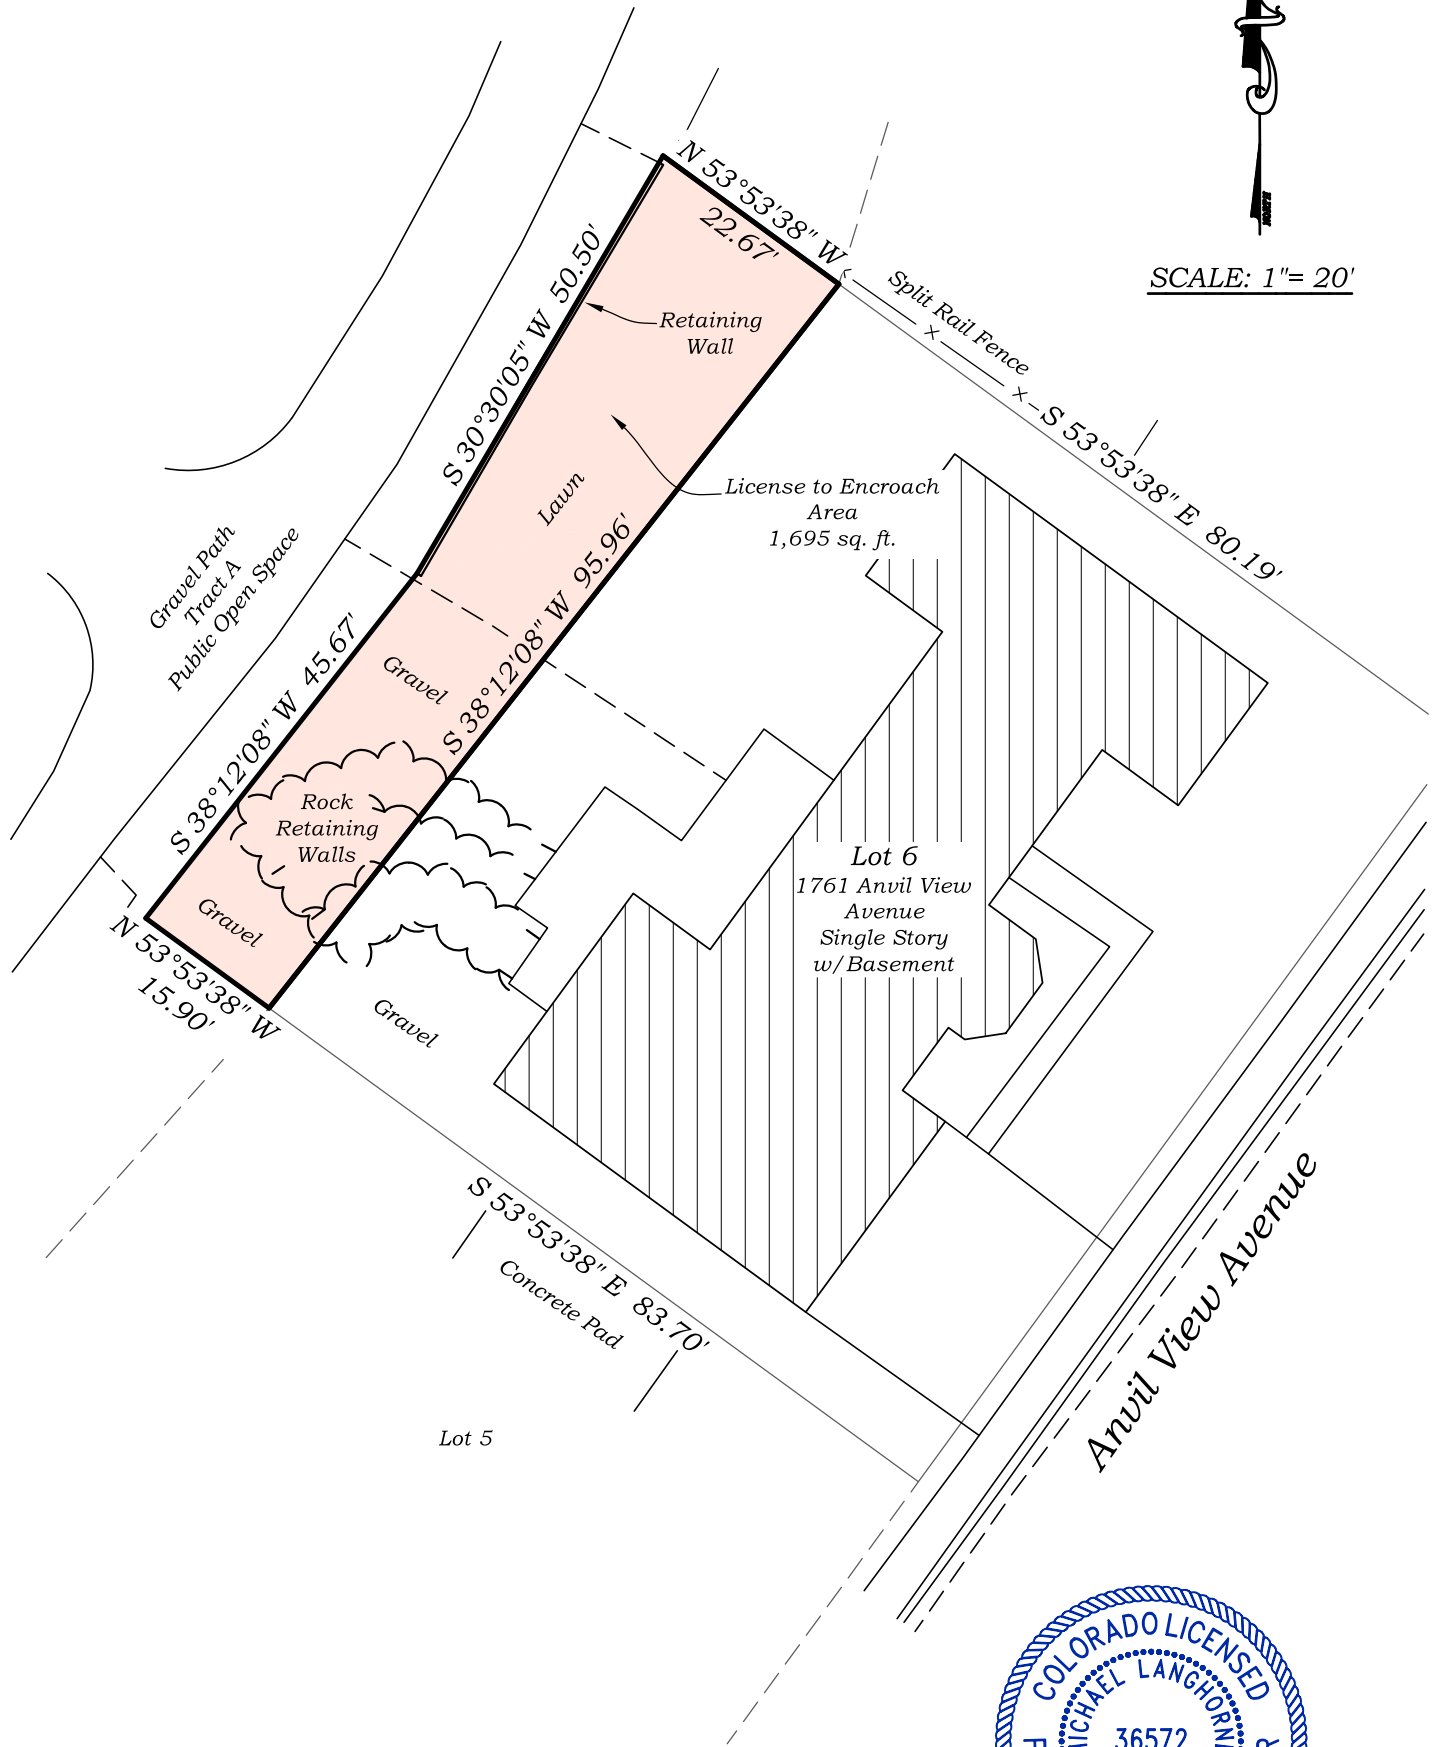 NORTH
SCALE: 1"= 20'
N 53°53'38" W
22.67'
S 30°30'05" W 50.50'
Retaining
Wall
Split Rail Fence
S 53°53'38" E 80.19'
License to Encroach
Area
1,695 sq. ft.
Lawn
S 38°12'08" W 95.96'
Gravel Path
Tract A
Public Open Space
S 38°12'08" W 45.67'
Gravel
Rock
Retaining
Walls
Gravel
N 53°53'38" W
15.90'
Gravel
Lot 6
1761 Anvil View
Avenue
Single Story
w/Basement
S 53°53'38" E 83.70'
Concrete Pad
Lot 5
Anvil View Avenue
COLORADO LICENSED
MICHAEL LANGHORN
36572